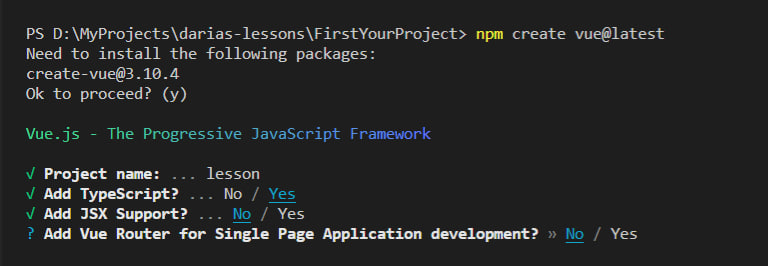 PS D:\MyProjects\darias-lessons\FirstYourProject> npm create vue@latest
Need to install the following packages:
create-vue@3.10.4
Ok to proceed? (y)
Vue.js - The Progressive JavaScript Framework
√ Project name: ... lesson
√ Add TypeScript? ... No / Yes
√ Add JSX Support? ... No / Yes
? Add Vue Router for Single Page Application development? » No / Yes